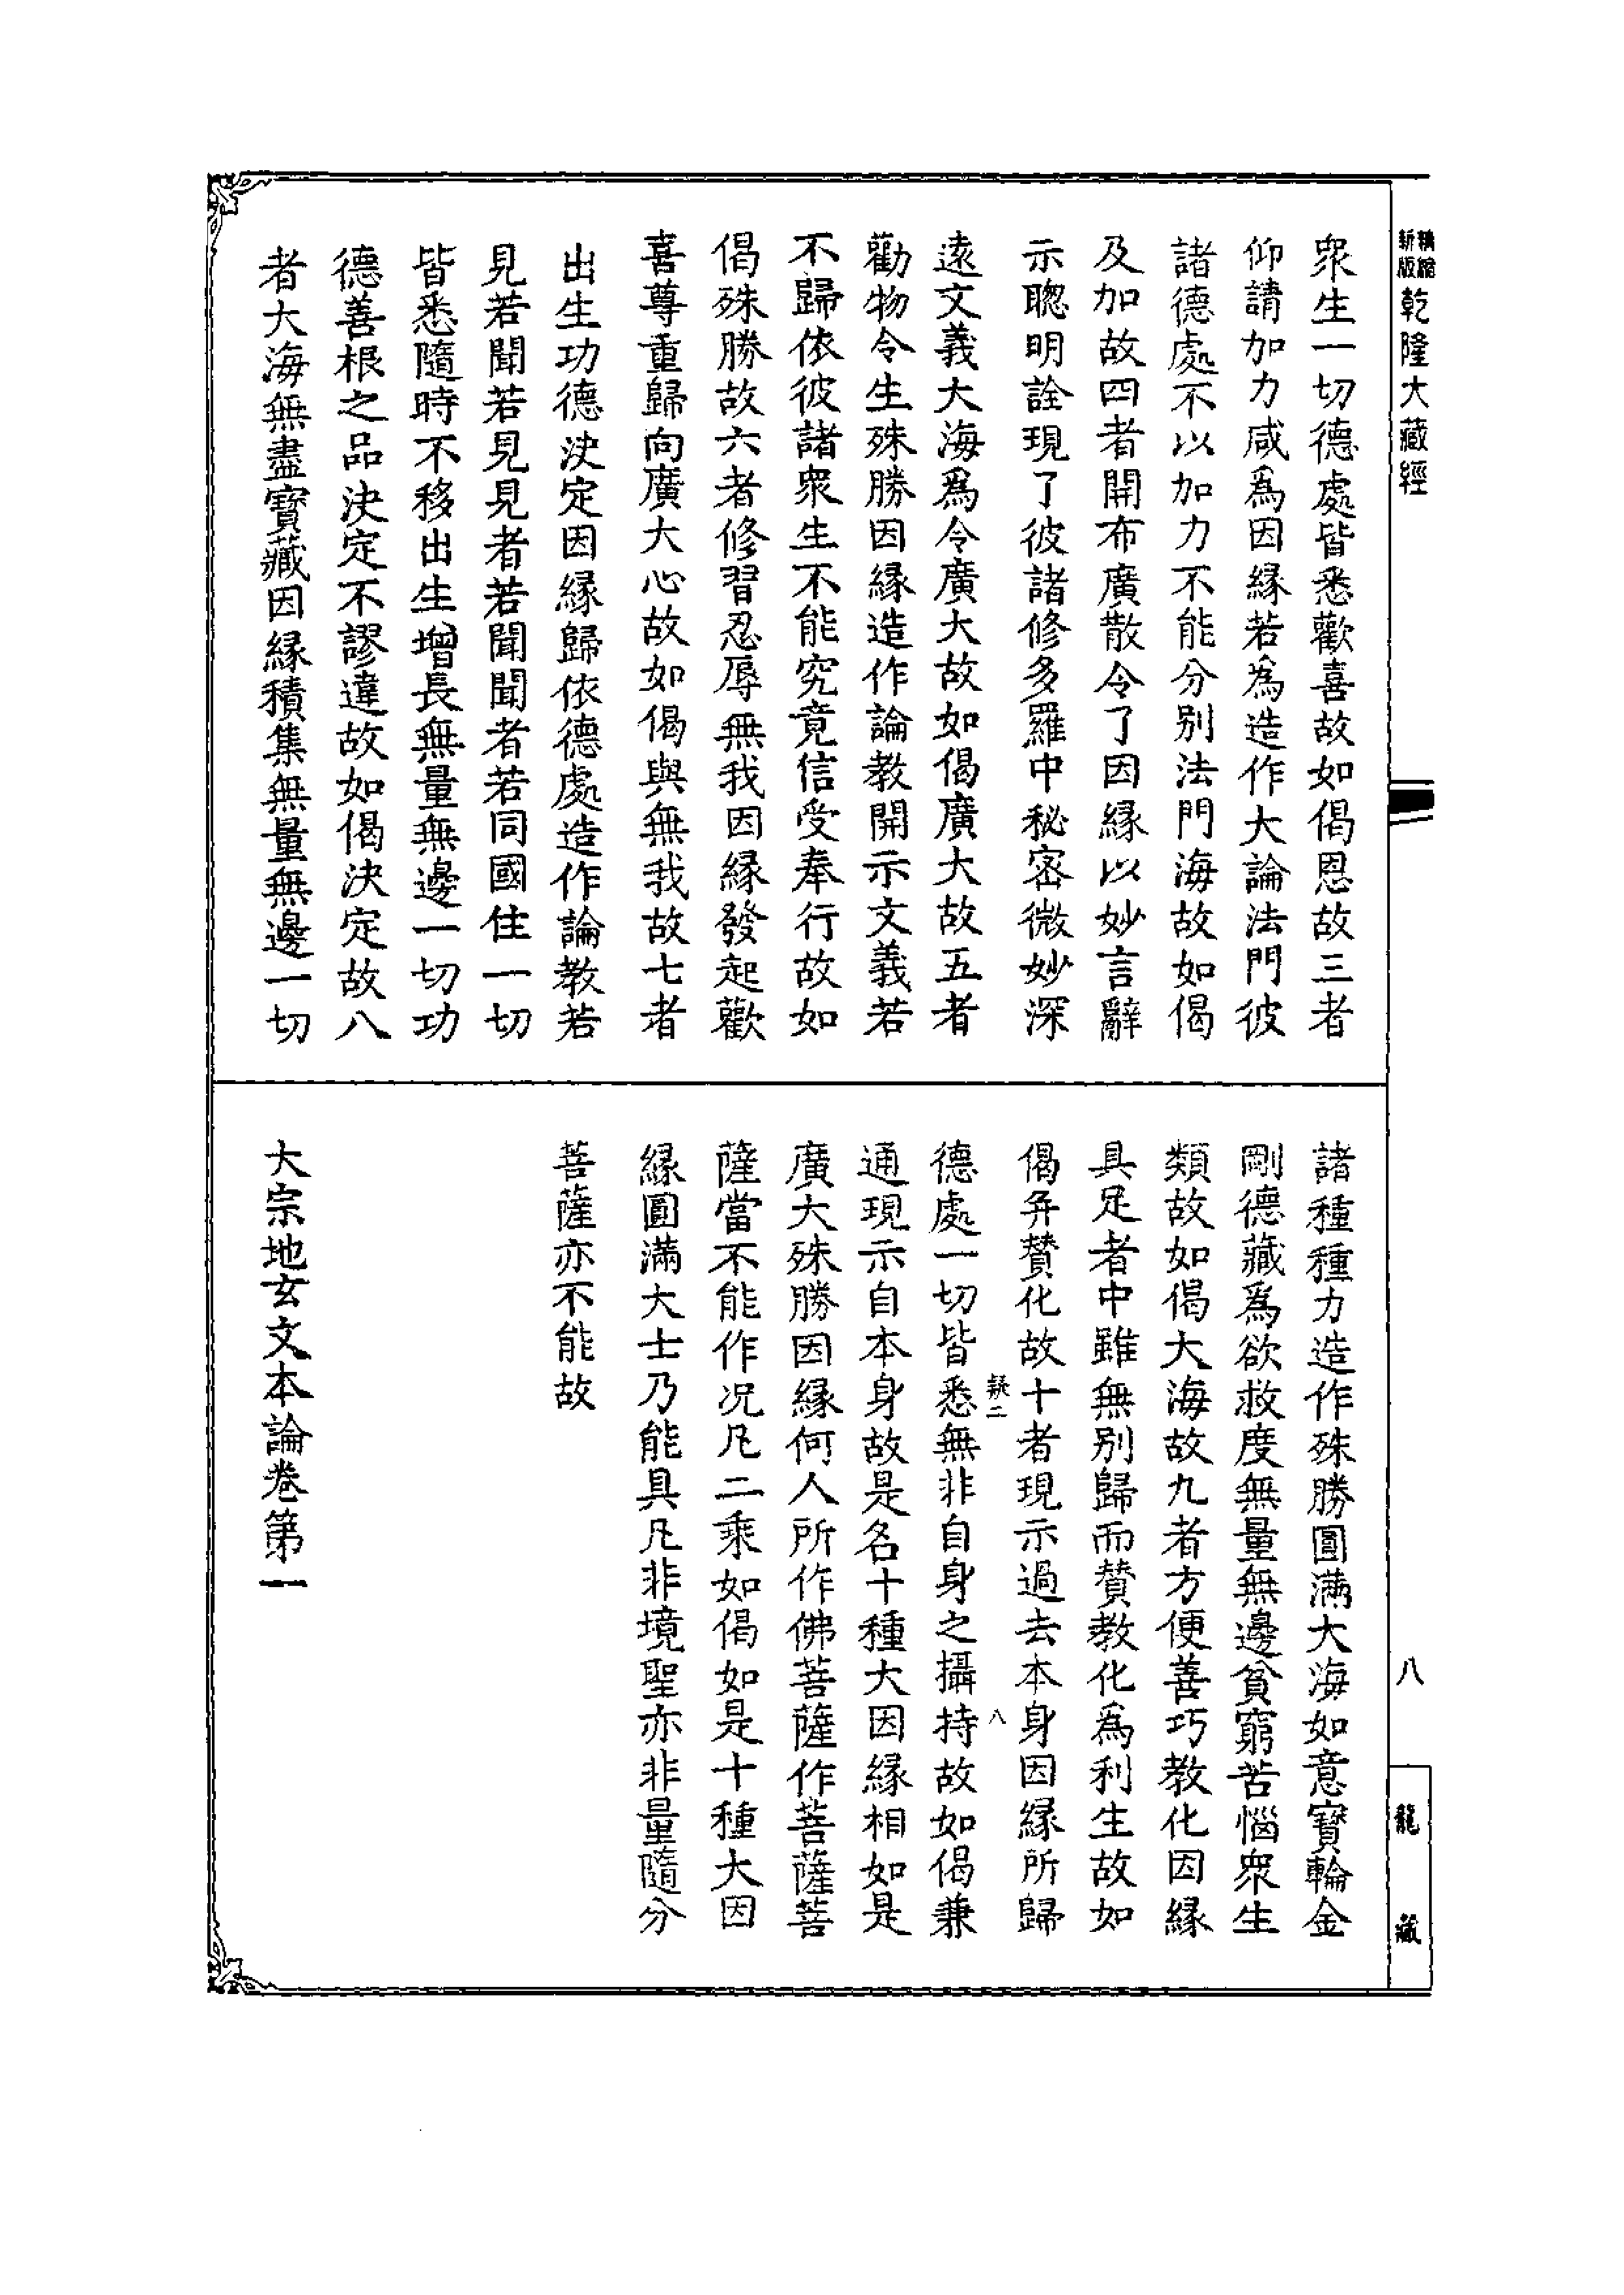 精縮新版乾隆大藏經
眾生一切德處皆悉歡喜故如偈恩故三者
仰請加力咸為因緣若為造作大論法門彼
諸德處不以加力不能分別法門海故如偈
及加故四者開布廣散令了因緣以妙言辭
示聰明詮現了彼諸修多羅中秘密微妙深
遠文義大海為令廣大故如偈廣大故五者
勸物令生殊勝因緣造作論教開示文義若
不歸依彼諸眾生不能究竟信受奉行故如
偈殊勝故六者修習忍辱無我因緣發起歡
喜尊重歸向廣大心故如偈與無我故七者
出生功德決定因緣歸依德處造作論教若
見若聞若見見者若聞聞者若同國住一切
皆悉隨時不移出生增長無量無邊一切功
德善根之品決定不謬違故如偈決定故八
者大海無盡寶藏因緣積集無量無邊一切
諸種種力造作殊勝圓滿大海如意寶輪金
剛德藏為欲救度無量無邊貧窮苦惱眾生
類故如偈大海故九者方便善巧教化因緣
具足者中雖無別歸而贊教化為利生故如
偈弁贊化故十者現示過去本身因緣所歸
疑二
八
德處一切皆悉無非自身之攝持故如偈兼
通現示自本身故是名十種大因緣相如是
廣大殊勝因緣何人所作佛菩薩作菩薩菩
薩當不能作況凡二乘如偈如是十種大因
緣圓滿大士乃能具凡非境聖亦非量隨分
菩薩亦不能故
大宗地玄文本論卷第一
八
龍藏